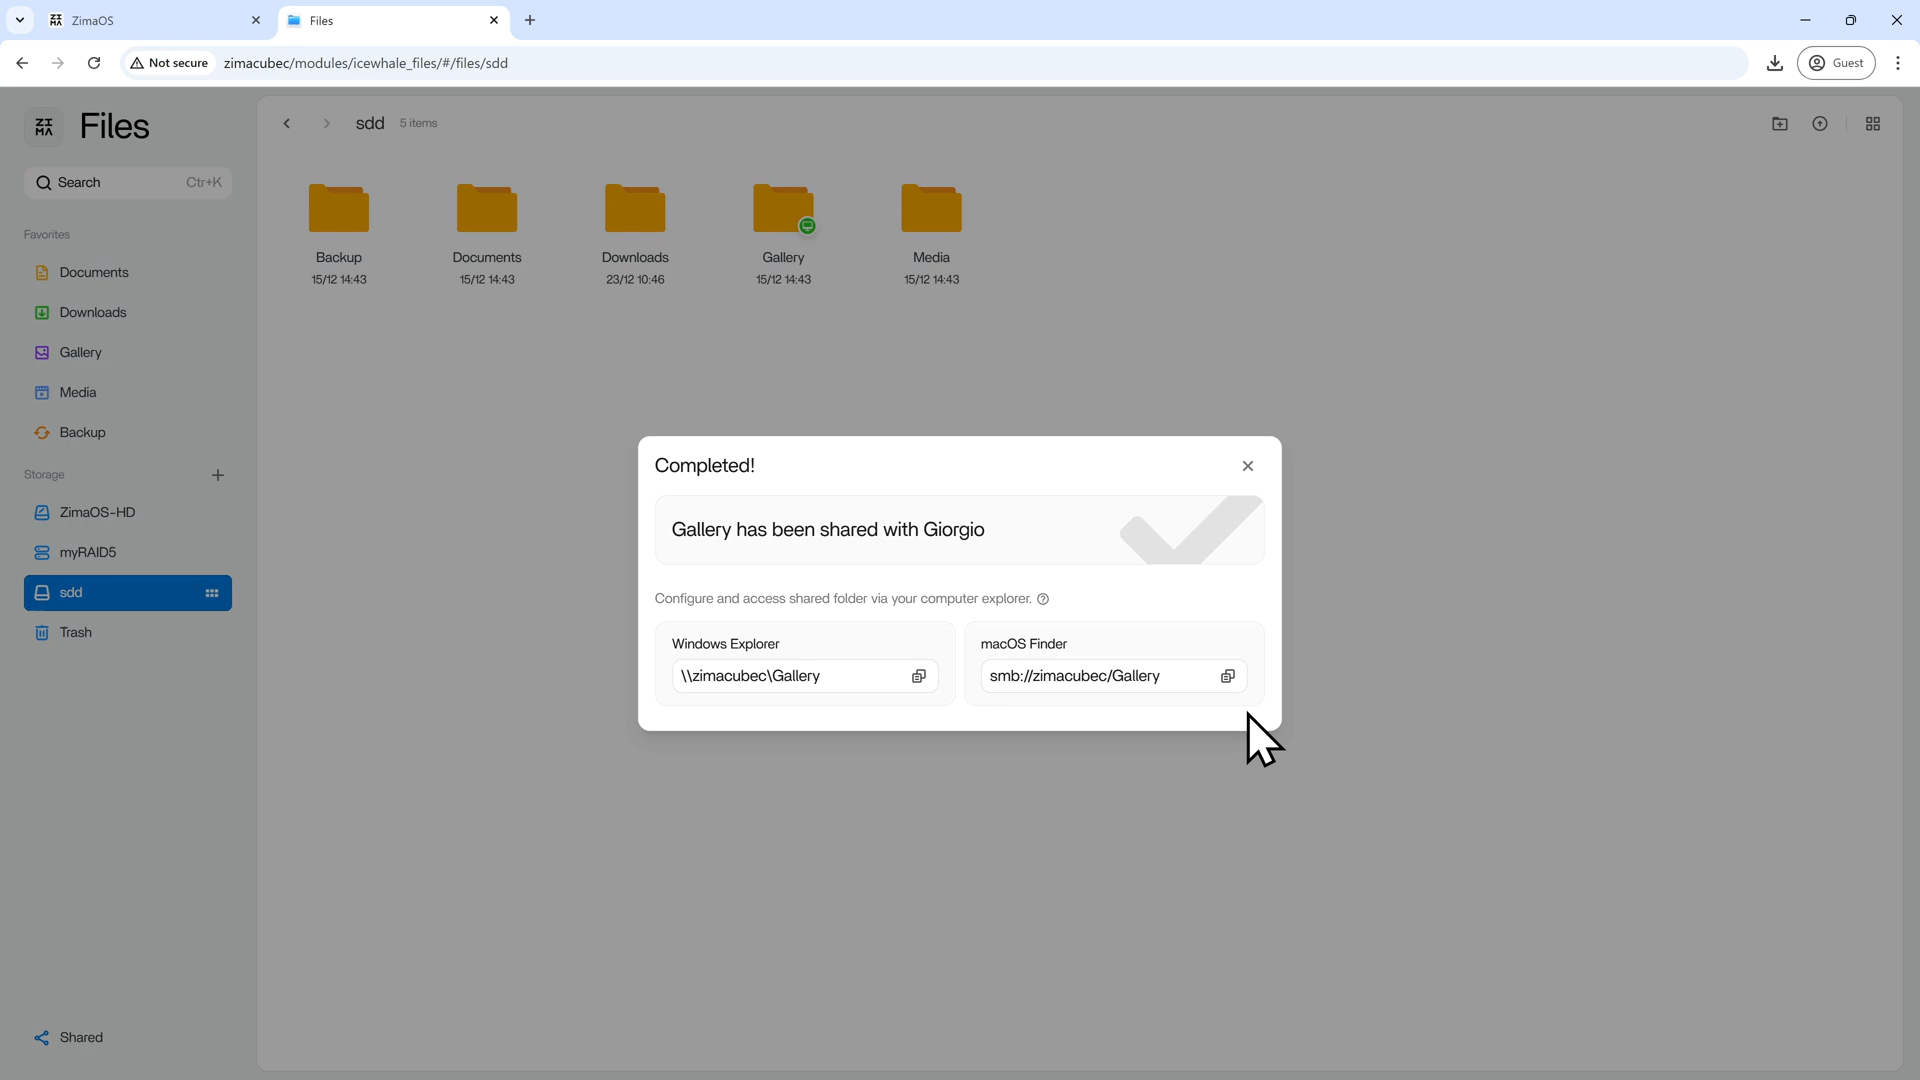 ZimaOS
Files
Not secure
zimacubec/modules/icewhale_files/#/files/sdd
Guest
ZI
MA
Files
Search
Ctr+K
Favorites
Documents
Downloads
Gallery
Media
Backup
Storage
ZimaOS-HD
myRAID5
sdd
Trash
Shared
sdd
5 items
Backup
15/12 14:43
Documents
15/12 14:43
Downloads
23/12 10:46
Gallery
15/12 14:43
Media
15/12 14:43
Completed!
Gallery has been shared with Giorgio
Configure and access shared folder via your computer explorer.
Windows Explorer
\\zimacubec\Gallery
macOS Finder
smb://zimacubec/Gallery